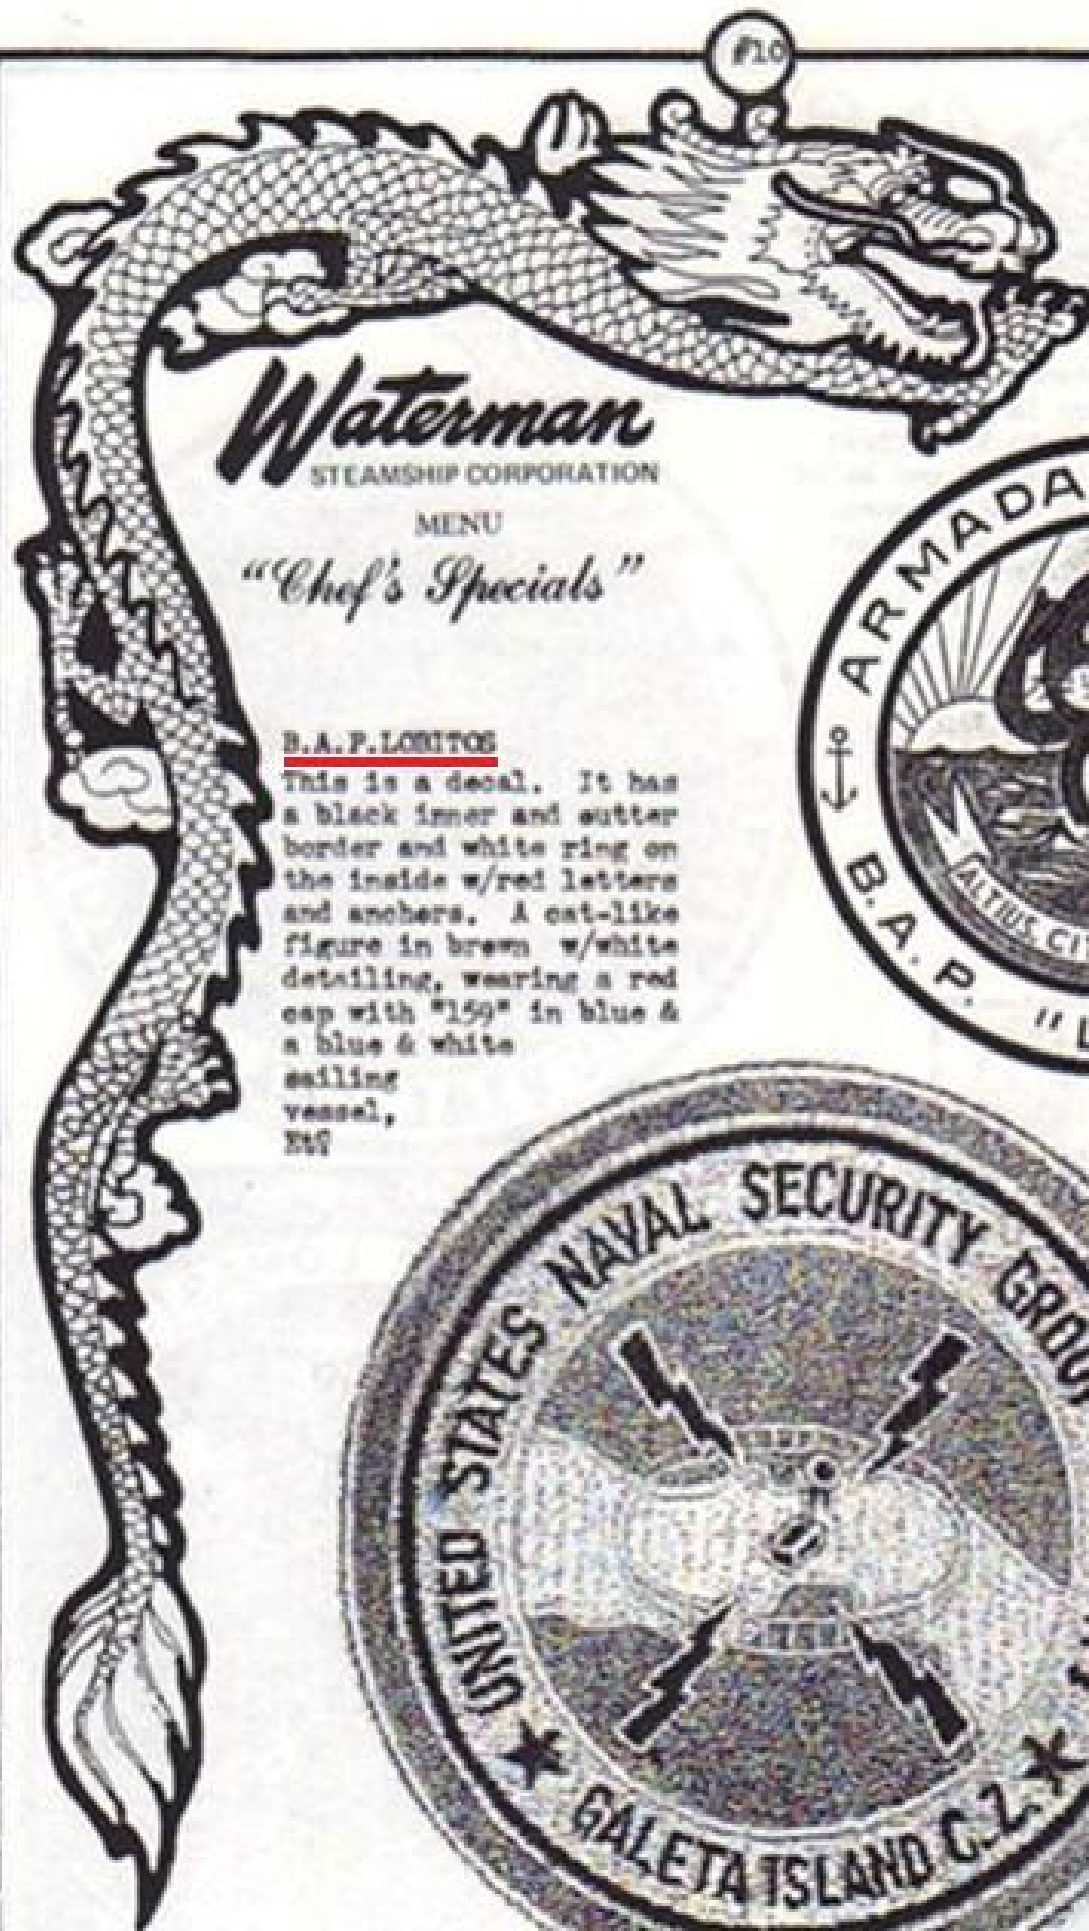 #10
Waterman
STEAMSHIP CORPORATION
MENU
"Chef's Specials"
B.A.P.LOBITOS
This is a decal. It has
a black inner and outter
border and white ring on
the inside w/red letters
and anchors. A cat-like
figure in brown w/white
detailing, wearing a red
cap with "159" in blue &
a blue & white
sailing
vessel,
EtC
ARMADA
B.A.P. "L
ALTIUS, CI
UNITED STATES NAVAL SECURITY GROU
GALETA ISLAND C.Z.